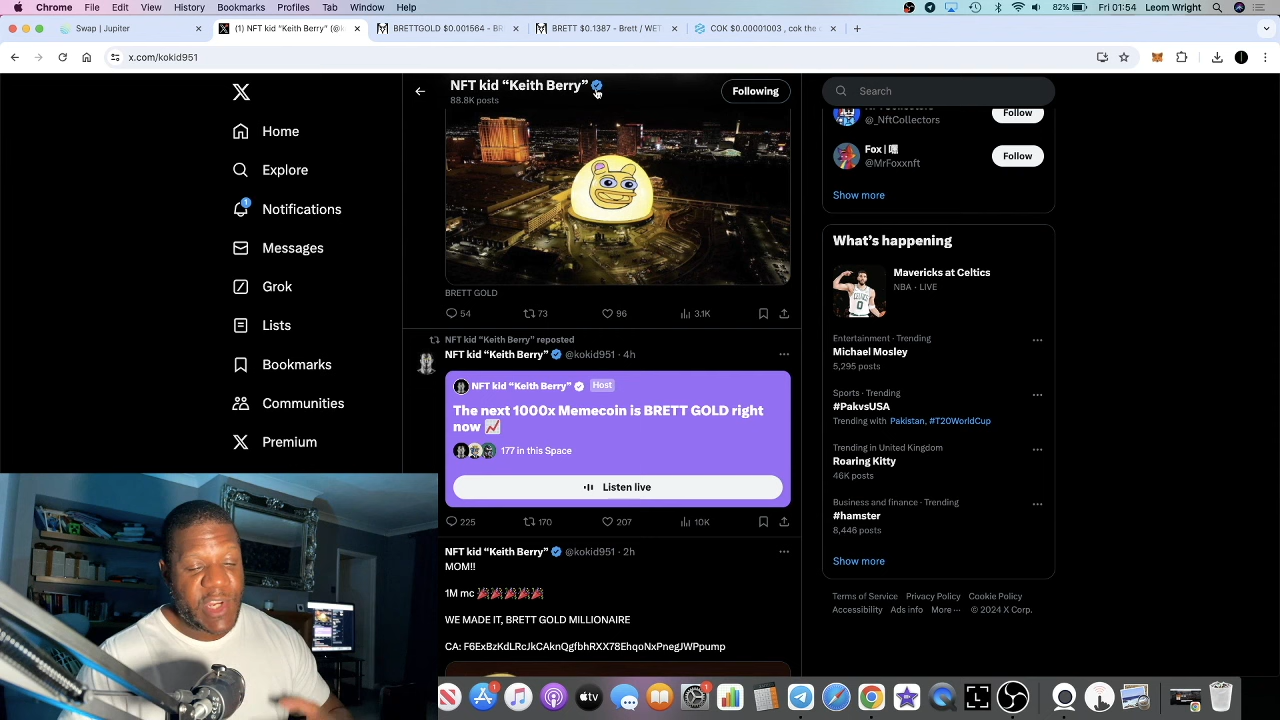 Chrome File Edit View History Bookmarks Profiles Tab Window Help
82% Fri 01:54 Leom Wright
Swap | Jupiter
(1) NFT kid “Keith Berry” (@k
BRETTGOLD $0.001564 - BR
BRETT $0.1387 - Brett / WET
COK $0.00001003 , cok the c
x.com/kokid951
Home
Explore
1
Notifications
Messages
Grok
Lists
Bookmarks
Communities
Premium
NFT kid “Keith Berry”
88.8K posts
Following
BRETT GOLD
54 73 96 3.1K
NFT kid “Keith Berry” reposted
NFT kid “Keith Berry” @kokid951 · 4h
NFT kid “Keith Berry” Host
The next 1000x Memecoin is BRETT GOLD right
now 📈
177 in this Space
Listen live
225 170 207 10K
NFT kid “Keith Berry” @kokid951 · 2h
MOM!!
1M mc 🎉🎉🎉🎉🎉
WE MADE IT, BRETT GOLD MILLIONAIRE
CA: F6ExBzKdLRcJkCAknQgfbhRXX78EhqoNxPnegJWPpump
Search
@_NftCollectors
Follow
Fox | 嘿
@MrFoxxnft
Follow
Show more
What’s happening
Mavericks at Celtics
NBA · LIVE
Entertainment · Trending
Michael Mosley
5,295 posts
Sports · Trending
#PakvsUSA
Trending with Pakistan, #T20WorldCup
Trending in United Kingdom
Roaring Kitty
46K posts
Business and finance · Trending
#hamster
8,446 posts
Show more
Terms of Service Privacy Policy Cookie Policy
Accessibility Ads info More ··· © 2024 X Corp.
tv